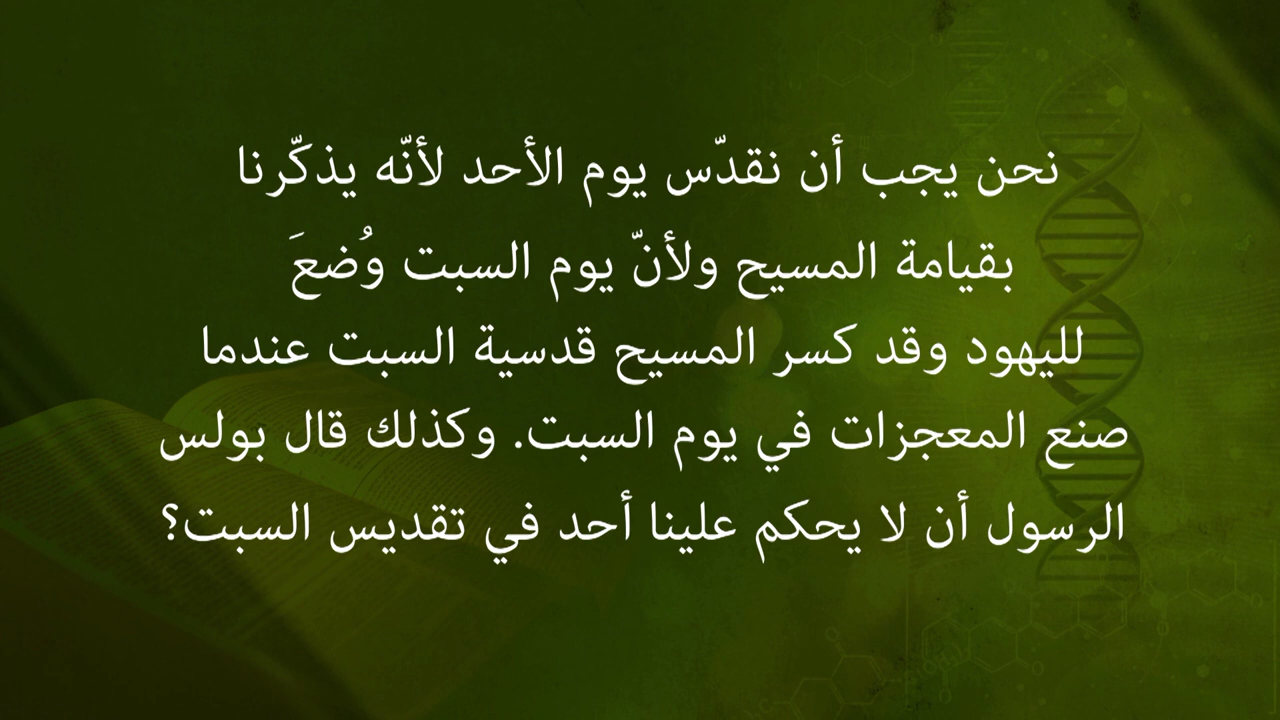 نحن يجب أن نقدّس يوم الأحد لأنّه يذكّرنا
بقيامة المسيح ولأنّ يوم السبت وُضعَ
لليهود وقد كسر المسيح قدسية السبت عندما
صنع المعجزات في يوم السبت. وكذلك قال بولس
الرسول أن لا يحكم علينا أحد في تقديس السبت؟